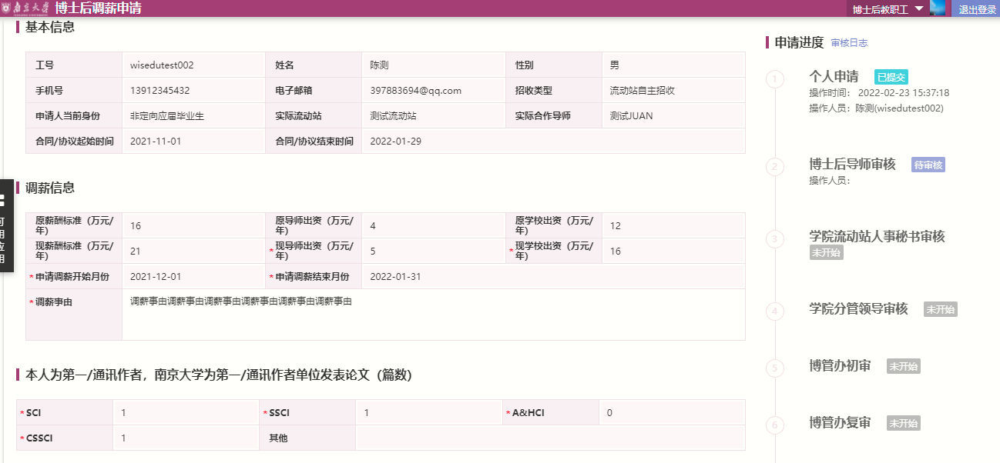 南京大学 博士后调薪申请 博士后教职工 退出登录
基本信息
工号 wisedutest002 姓名 陈测 性别 男
手机号 13912345432 电子邮箱 397883694@qq.com 招收类型 流动站自主招收
申请人当前身份 非定向应届毕业生 实际流动站 测试流动站 实际合作导师 测试JUAN
合同/协议起始时间 2021-11-01 合同/协议结束时间 2022-01-29
调薪信息
原薪酬标准（万元/年） 16 原导师出资（万元/年） 4 原学校出资（万元/年） 12
现薪酬标准（万元/年） 21 *现导师出资（万元/年） 5 *现学校出资（万元/年） 16
*申请调薪开始月份 2021-12-01 *申请调薪结束月份 2022-01-31
*调薪事由 调薪事由调薪事由调薪事由调薪事由调薪事由调薪事由
本人为第一/通讯作者，南京大学为第一/通讯作者单位发表论文（篇数）
*SCI 1 *SSCI 1 *A&HCI 0
*CSSCI 1 其他
可用应用
申请进度 审核日志
1 个人申请 已提交
操作时间： 2022-02-23 15:37:18
操作人员：陈测(wisedutest002)
2 博士后导师审核 待审核
操作人员：
3 学院流动站人事秘书审核
未开始
4 学院分管领导审核 未开始
5 博管办初审 未开始
6 博管办复审 未开始